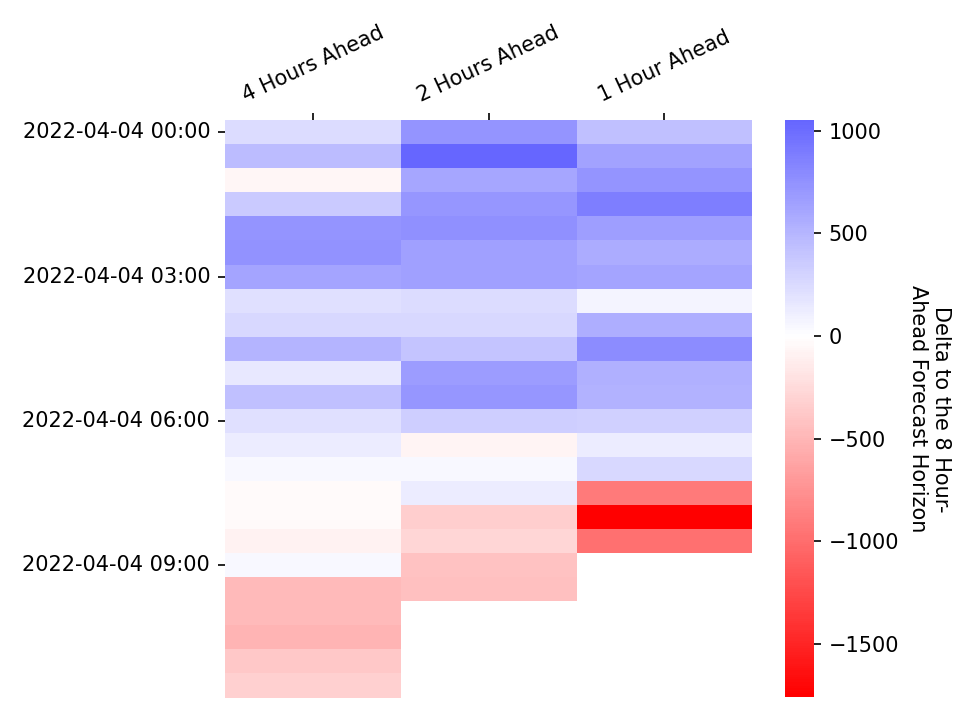 4 Hours Ahead
2 Hours Ahead
1 Hour Ahead
2022-04-04 00:00
2022-04-04 03:00
2022-04-04 06:00
2022-04-04 09:00
1000
500
0
−500
−1000
−1500
Delta to the 8 Hour-
Ahead Forecast Horizon